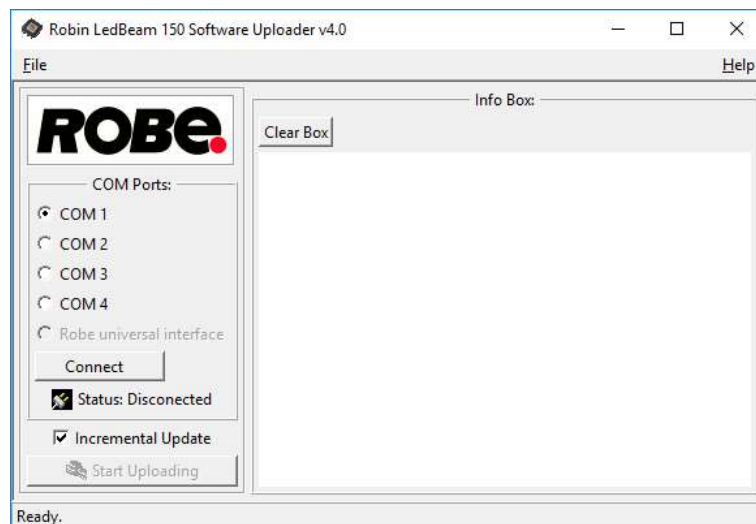 Robin LedBeam 150 Software Uploader v4.0
File
Help
ROBE.
COM Ports:
COM 1
COM 2
COM 3
COM 4
Robe universal interface
Connect
Status: Disconected
Incremental Update
Start Uploading
Info Box:
Clear Box
Ready.